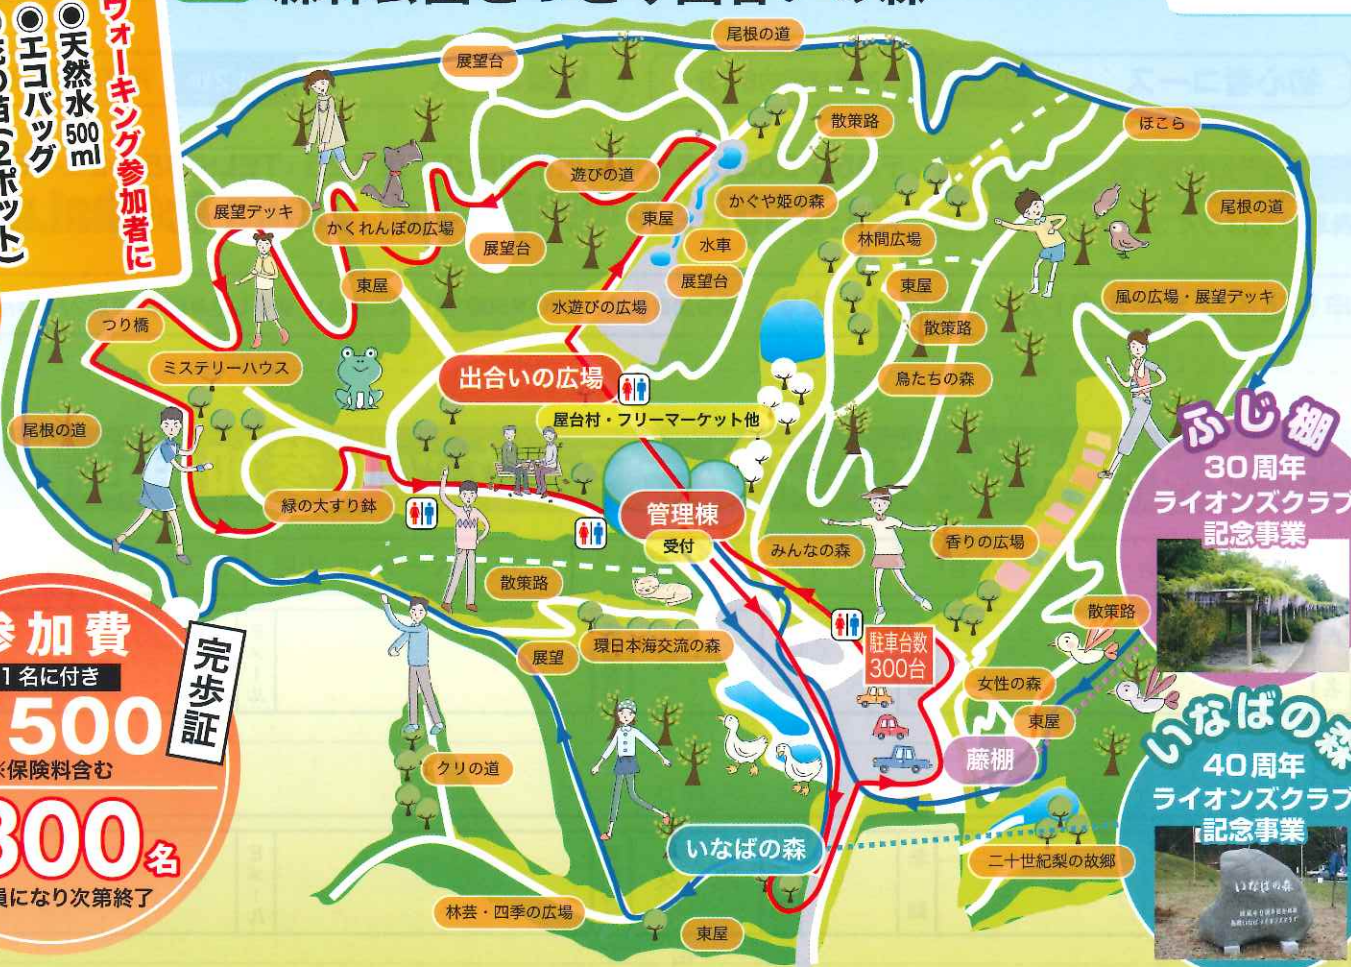 ウォーキング参加者に
●天然水500ml
●エコバッグ
(2ポット)
展望台
尾根の道
散策路
ほこら
尾根の道
遊びの道
かぐや姫の森
東屋
水車
展望台
林間広場
東屋
散策路
風の広場・展望デッキ
展望デッキ
かくれんぼの広場
展望台
東屋
水遊びの広場
つり橋
ミステリーハウス
出合いの広場
屋台村・フリーマーケット他
鳥たちの森
尾根の道
緑の大すり鉢
管理棟
受付
みんなの森
香りの広場
散策路
散策路
環日本海交流の森
展望
駐車台数
300台
女性の森
東屋
藤棚
クリの道
いなばの森
二十世紀梨の故郷
林芸・四季の広場
東屋
ふじ棚
30周年
ライオンズクラブ
記念事業
いなばの森
40周年
ライオンズクラブ
記念事業
いなばの森
参加費
1名に付き
500
※保険料含む
300名
員になり次第終了
完歩証